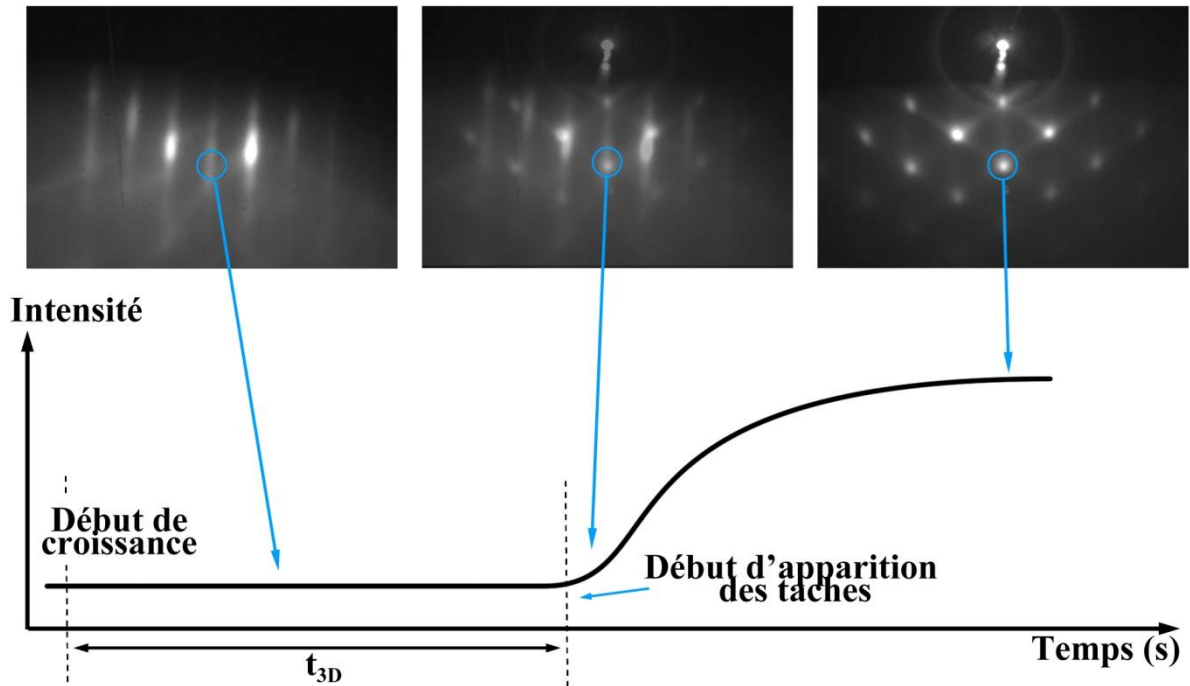 Intensité
Début de
croissance
Début d'apparition
des taches
Temps (s)
t3D